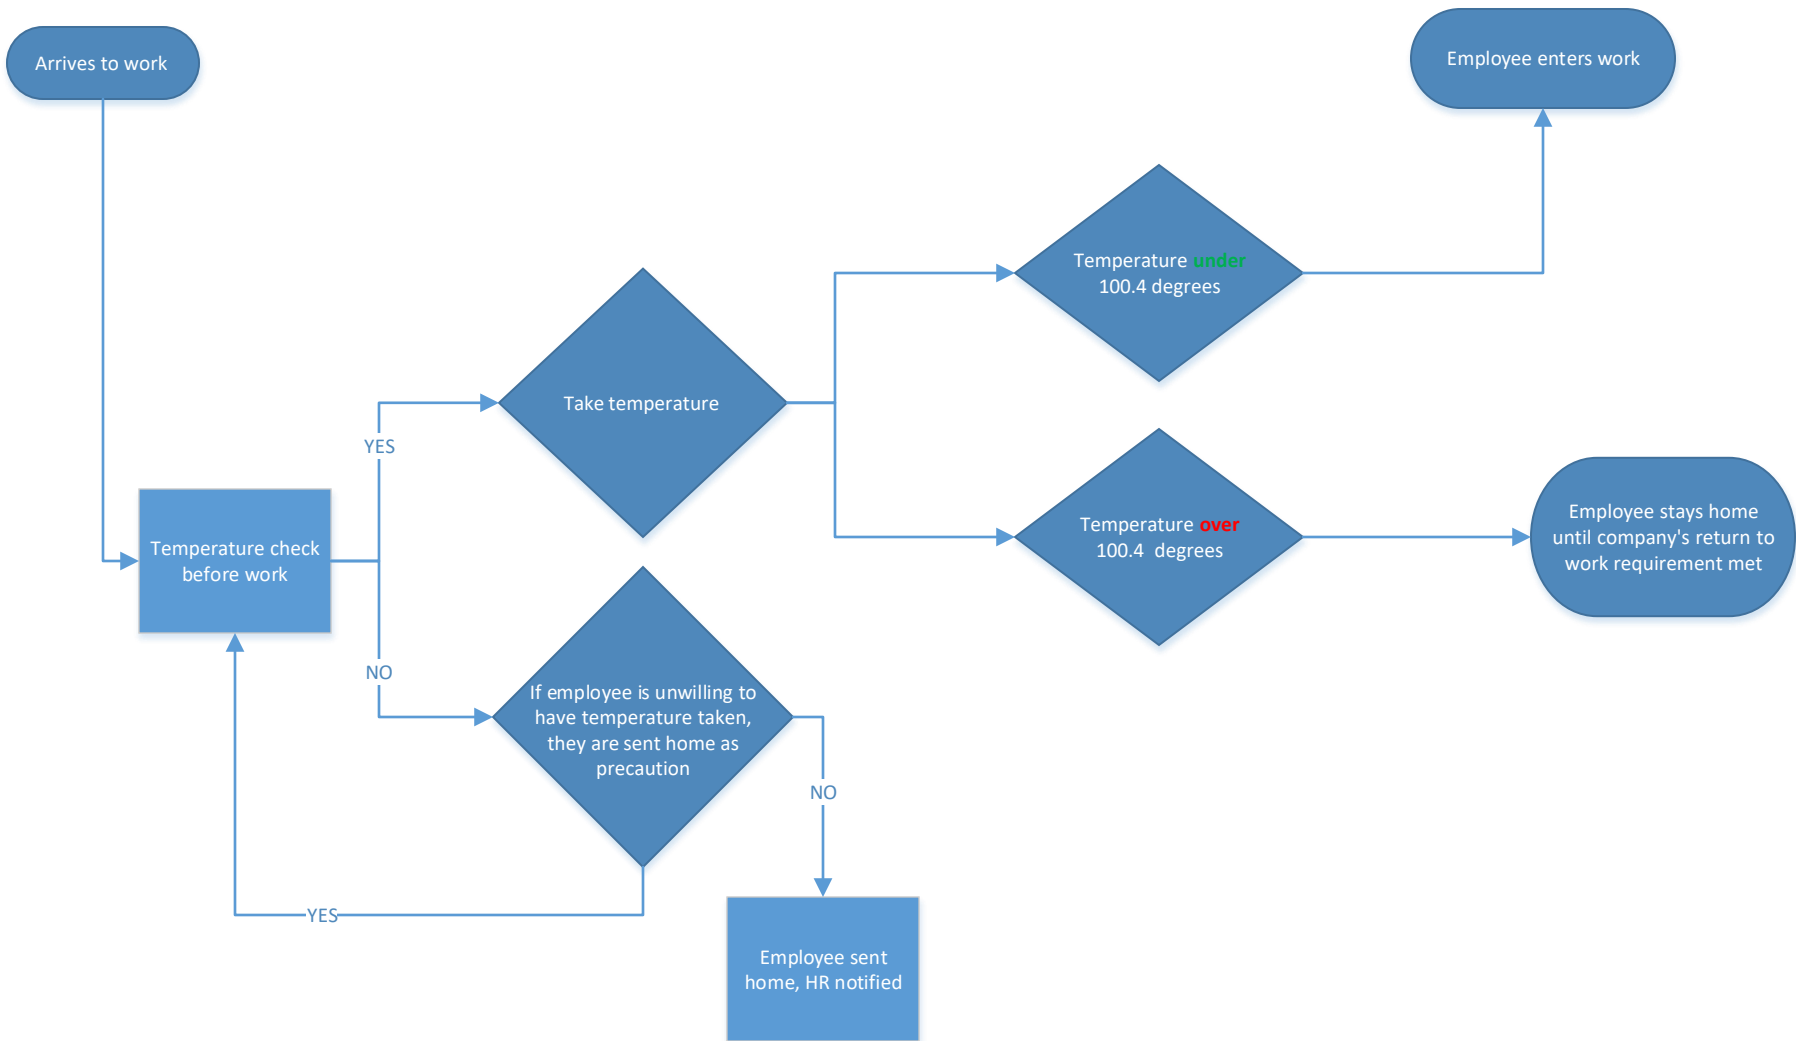 Arrives to work
Employee enters work
Temperature under
100.4 degrees
Take temperature
YES
Temperature over
100.4  degrees
Employee stays home
until company's return to
work requirement met
Temperature check
before work
NO
If employee is unwilling to
have temperature taken,
they are sent home as
precaution
NO
YES
Employee sent
home, HR notified